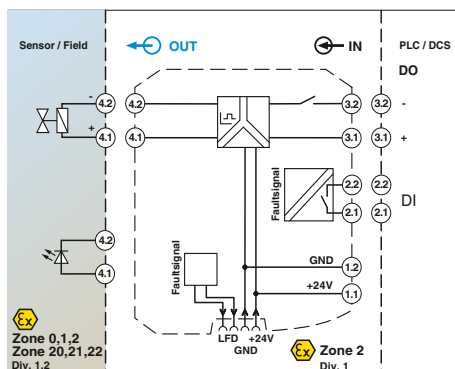 Sensor / Field
OUT
IN
PLC / DCS
DO
-
4.2
4.2
3.2
3.2
-
+
4.1
4.1
3.1
3.1
+
Faultsignal
2.2
2.2
DI
2.1
2.1
4.2
4.1
Faultsignal
GND
1.2
+24V
1.1
LFD
+24V
GND
Ex
Zone 0,1,2
Zone 20,21,22
Div. 1,2
Ex
Zone 2
Div. 1